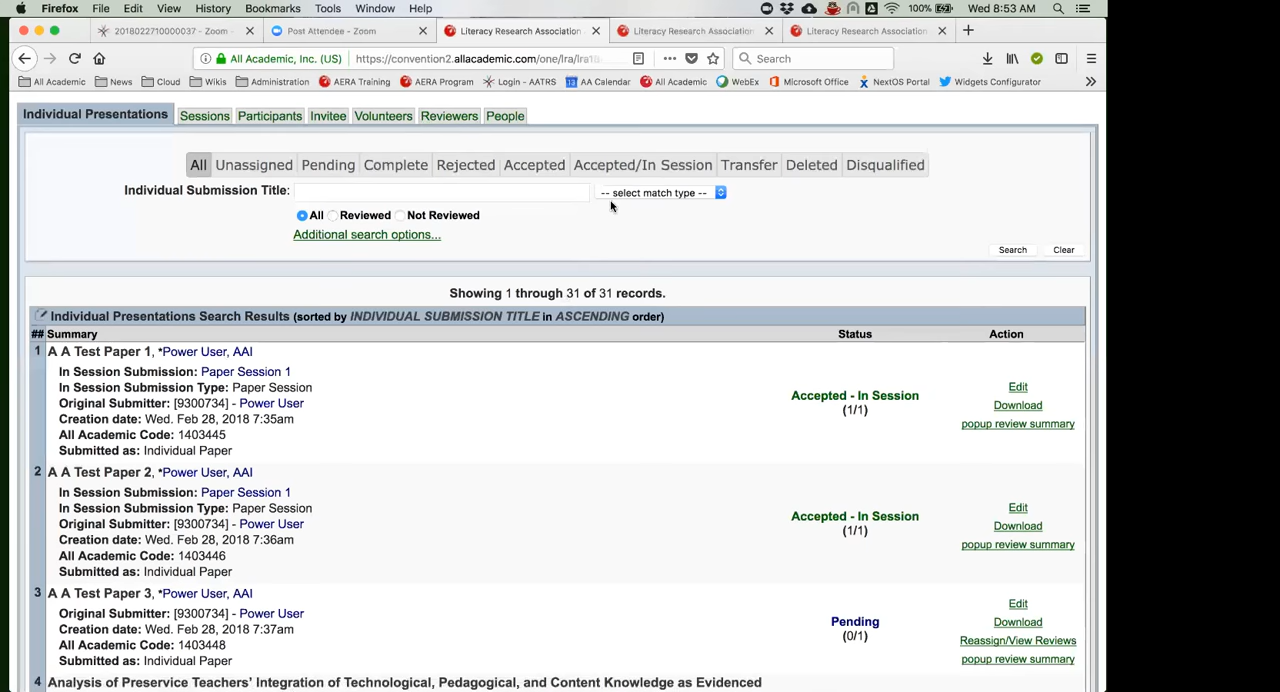 Firefox File Edit View History Bookmarks Tools Window Help 100% Wed 8:53 AM
2018022710000037 - Zoom Post Attendee - Zoom Literacy Research Association Literacy Research Association Literacy Research Association
All Academic, Inc. (US) https://convention2.allacademic.com/one/lra/lra1 Search
All Academic News Cloud Wikis Administration AERA Training AERA Program Login - AATRS AA Calendar All Academic WebEx Microsoft Office NextOS Portal Widgets Configurator
Individual Presentations Sessions Participants Invitee Volunteers Reviewers People
All Unassigned Pending Complete Rejected Accepted Accepted/In Session Transfer Deleted Disqualified
Individual Submission Title: -- select match type --
All Reviewed Not Reviewed
Additional search options...
Search Clear
Showing 1 through 31 of 31 records.
Individual Presentations Search Results (sorted by INDIVIDUAL SUBMISSION TITLE in ASCENDING order)
## Summary Status Action
1 A A Test Paper 1, *Power User, AAI
In Session Submission: Paper Session 1
In Session Submission Type: Paper Session Edit
Original Submitter: [9300734] - Power User Accepted - In Session Download
Creation date: Wed. Feb 28, 2018 7:35am (1/1) popup review summary
All Academic Code: 1403445
Submitted as: Individual Paper
2 A A Test Paper 2, *Power User, AAI
In Session Submission: Paper Session 1
In Session Submission Type: Paper Session Edit
Original Submitter: [9300734] - Power User Accepted - In Session Download
Creation date: Wed. Feb 28, 2018 7:36am (1/1) popup review summary
All Academic Code: 1403446
Submitted as: Individual Paper
3 A A Test Paper 3, *Power User, AAI
Original Submitter: [9300734] - Power User Edit
Creation date: Wed. Feb 28, 2018 7:37am Pending Download
All Academic Code: 1403448 (0/1) Reassign/View Reviews
Submitted as: Individual Paper popup review summary
4 Analysis of Preservice Teachers' Integration of Technological, Pedagogical, and Content Knowledge as Evidenced